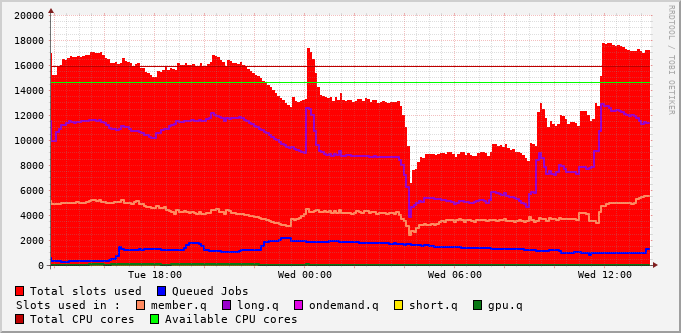 20000
18000
16000
14000
12000
10000
8000
6000
4000
2000
0
Tue 18:00 Wed 00:00 Wed 06:00 Wed 12:00
RRDTOOL / TOBI OETIKER
Total slots used Queued Jobs
Slots used in : member.q long.q ondemand.q short.q gpu.q
Total CPU cores Available CPU cores